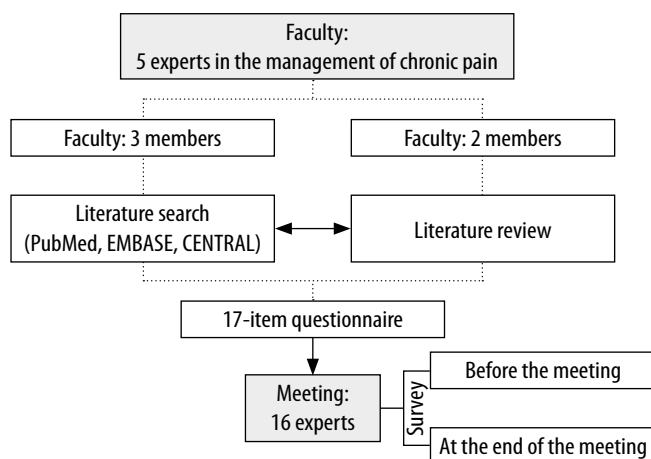 Faculty:
5 experts in the management of chronic pain
Faculty: 3 members
Faculty: 2 members
Literature search
(PubMed, EMBASE, CENTRAL)
Literature review
17-item questionnaire
Meeting:
16 experts
Survey
Before the meeting
At the end of the meeting